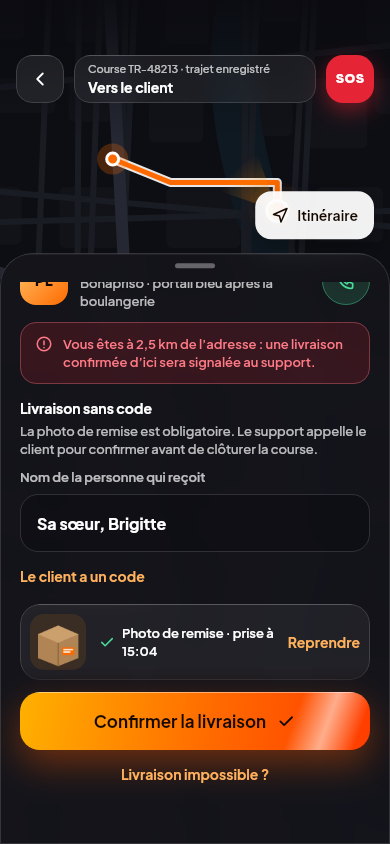 Course TR-48213 · trajet enregistré
Vers le client
SOS
Itinéraire
Bonapriso · portail bleu après la
boulangerie
Vous êtes à 2,5 km de l'adresse : une livraison
confirmée d'ici sera signalée au support.
Livraison sans code
La photo de remise est obligatoire. Le support appelle le
client pour confirmer avant de clôturer la course.
Nom de la personne qui reçoit
Sa sœur, Brigitte
Le client a un code
Photo de remise · prise à
15:04
Reprendre
Confirmer la livraison
Livraison impossible ?